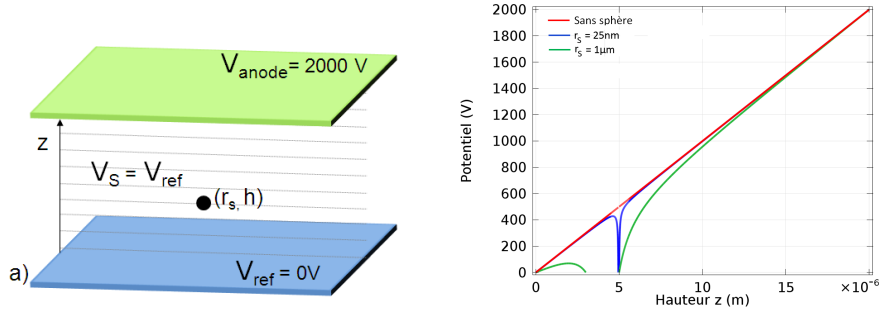 V_anode = 2000 V
z
V_S = V_ref
(r_s, h)
a)
V_ref = 0V
Potentiel (V)
2000
1800
1600
1400
1200
1000
800
600
400
200
0
Sans sphère
r_S = 25nm
r_S = 1µm
0
5
10
15
×10⁻⁶
Hauteur z (m)